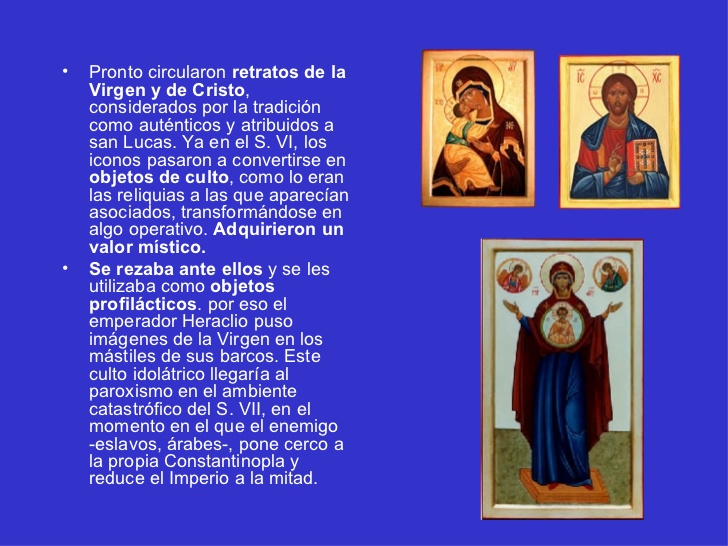 • Pronto circularon retratos de la
Virgen y de Cristo,
considerados por la tradición
como auténticos y atribuidos a
san Lucas. Ya en el S. VI, los
iconos pasaron a convertirse en
objetos de culto, como lo eran
las reliquias a las que aparecían
asociados, transformándose en
algo operativo. Adquirieron un
valor místico.
• Se rezaba ante ellos y se les
utilizaba como objetos
profilácticos. por eso el
emperador Heraclio puso
imágenes de la Virgen en los
mástiles de sus barcos. Este
culto idolátrico llegaría al
paroxismo en el ambiente
catastrófico del S. VII, en el
momento en el que el enemigo
-eslavos, árabes-, pone cerco a
la propia Constantinopla y
reduce el Imperio a la mitad.